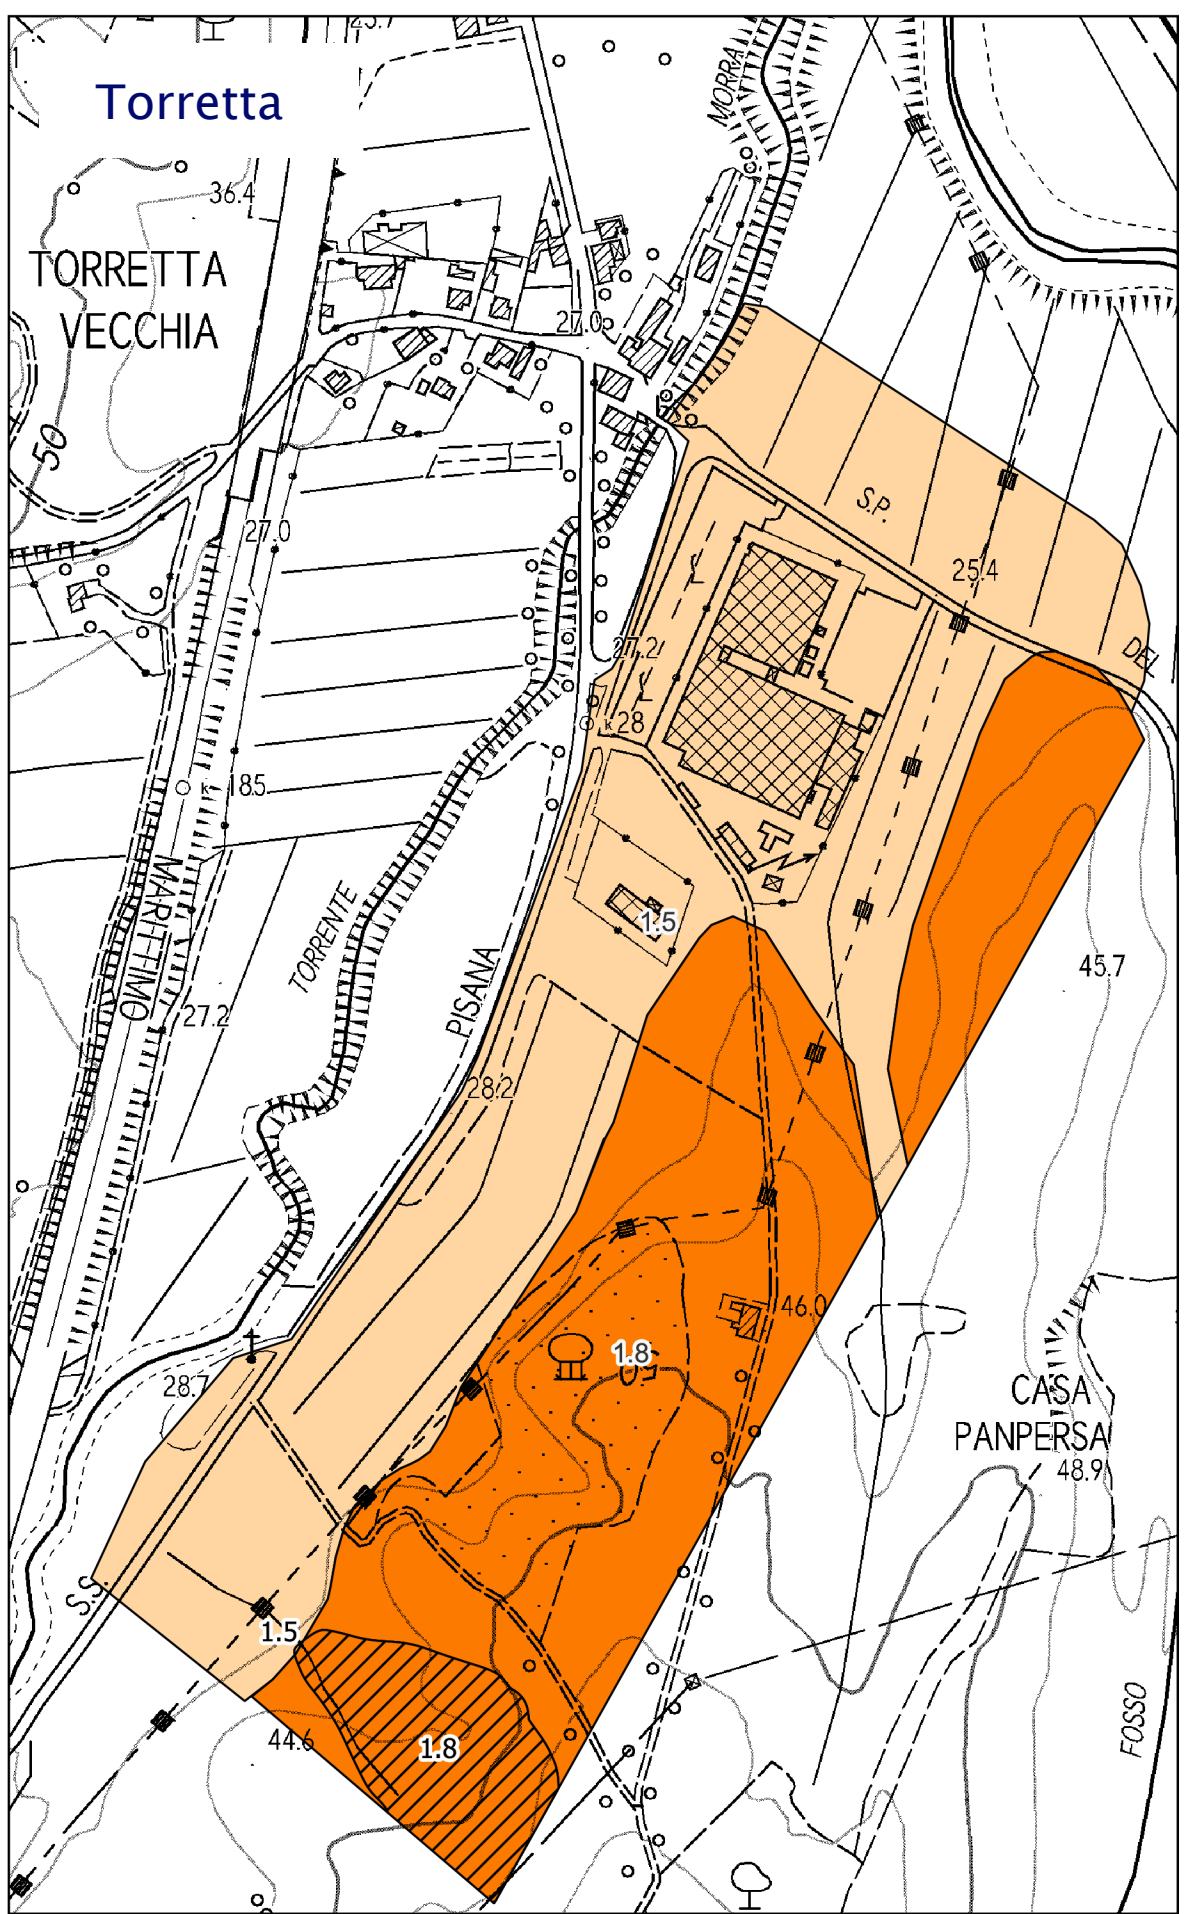 23.7
Torretta
MORRA
36.4
TORRETTA
VECCHIA
27.0
50
S.P.
27.0
25.4
27.2
DEL
k 28
k 185
MARITTIMO
TORRENTE
1.5
PISANA
45.7
27.2
28.2
46.0
1.8
28.7
CASA
PANPERSA
48.9
S.S.
1.5
44.6
1.8
FOSSO